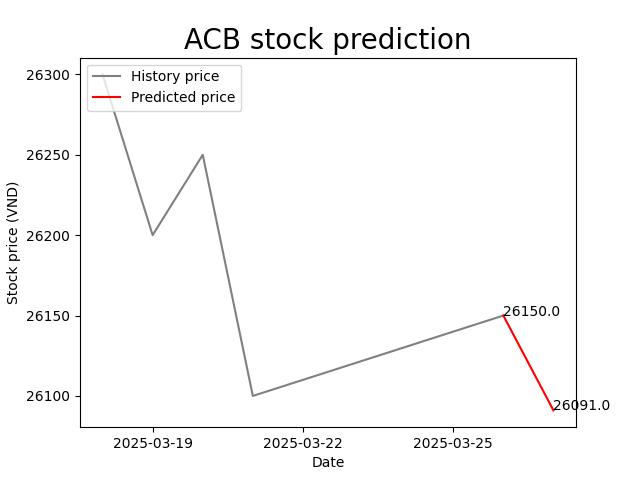 ACB stock prediction
History price
Predicted price
26300
26250
26200
26150
26100
Stock price (VND)
26150.0
26091.0
2025-03-19
2025-03-22
2025-03-25
Date